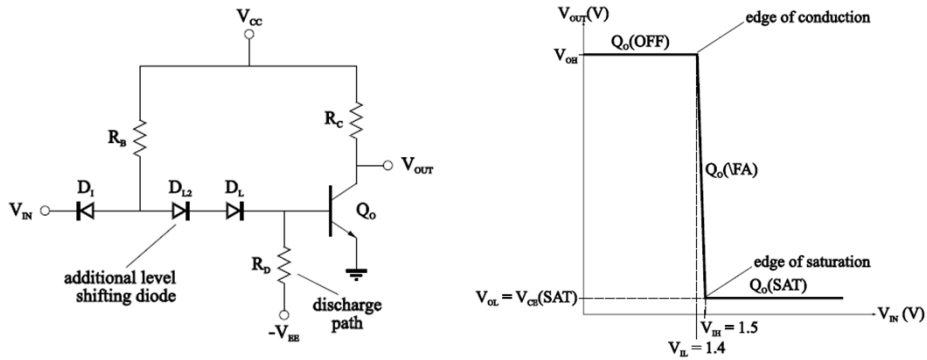 V_CC
R_B
R_C
V_OUT
D_I
D_L2
D_L
V_IN
Q_O
additional level
shifting diode
R_D
discharge
path
-V_EE
V_OUT(V)
edge of conduction
Q_O(OFF)
V_OH
Q_O(\FA)
edge of saturation
V_OL = V_CE(SAT)
Q_O(SAT)
V_IN (V)
V_IH = 1.5
V_IL = 1.4